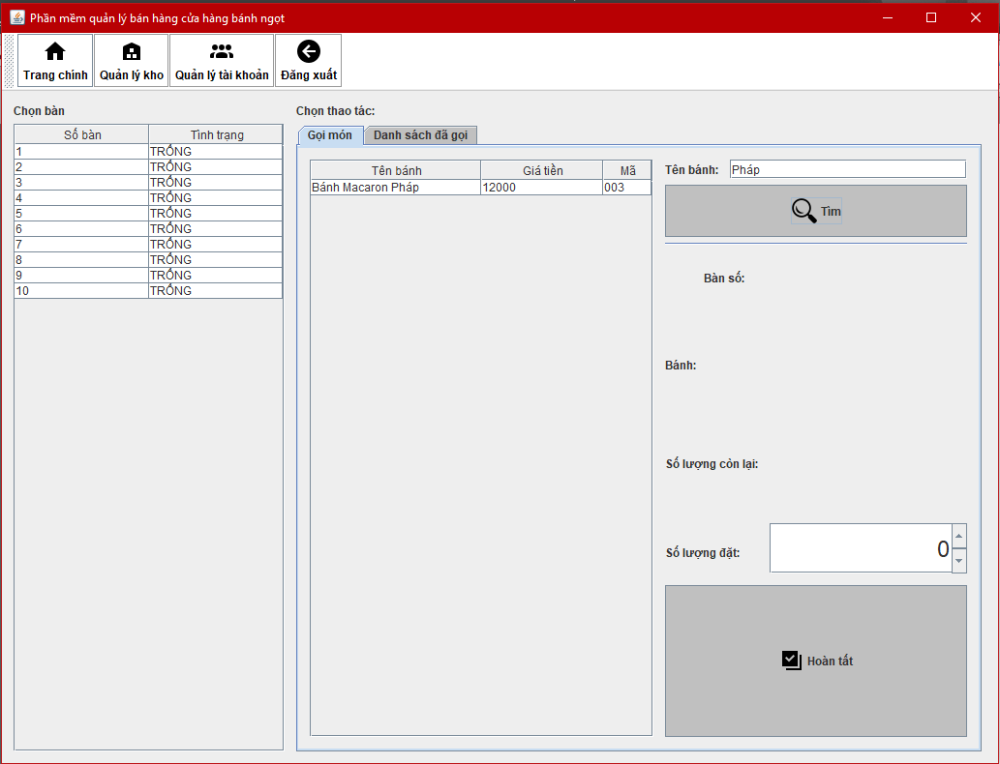 Phần mềm quản lý bán hàng cửa hàng bánh ngọt
Trang chính Quản lý kho Quản lý tài khoản Đăng xuất
Chọn bàn
Số bàn Tình trạng
1 TRỐNG
2 TRỐNG
3 TRỐNG
4 TRỐNG
5 TRỐNG
6 TRỐNG
7 TRỐNG
8 TRỐNG
9 TRỐNG
10 TRỐNG
Chọn thao tác:
Gọi món Danh sách đã gọi
Tên bánh Giá tiền Mã
Bánh Macaron Pháp 12000 003
Tên bánh: Pháp
Tìm
Bàn số:
Bánh:
Số lượng còn lại:
Số lượng đặt: 0
Hoàn tất